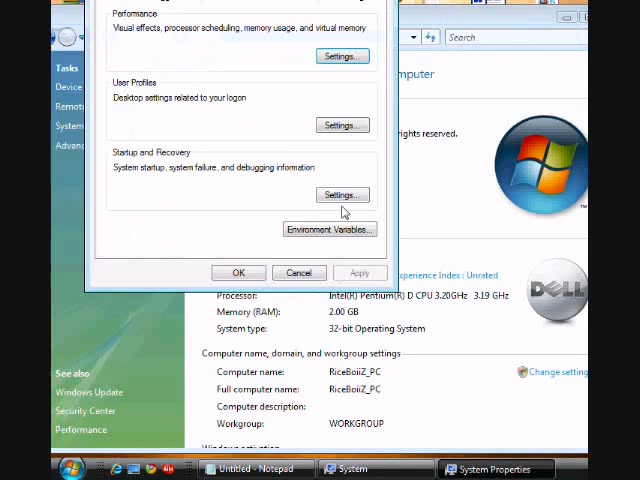 Performance
Visual effects, processor scheduling, memory usage, and virtual memory
Settings...
User Profiles
Desktop settings related to your logon
Settings...
Startup and Recovery
System startup, system failure, and debugging information
Settings...
Environment Variables...
OK
Cancel
Apply
Search
Tasks
Device
Remot
System
Advanc
omputer
ghts reserved.
xperience Index : Unrated
Processor: Intel(R) Pentium(R) D CPU 3.20GHz 3.19 GHz
Memory (RAM): 2.00 GB
System type: 32-bit Operating System
DELL
Computer name, domain, and workgroup settings
Computer name: RiceBoiiZ_PC
Change setting
Full computer name: RiceBoiiZ_PC
Computer description:
Workgroup: WORKGROUP
Windows activation
See also
Windows Update
Security Center
Performance
Untitled - Notepad
System
System Properties